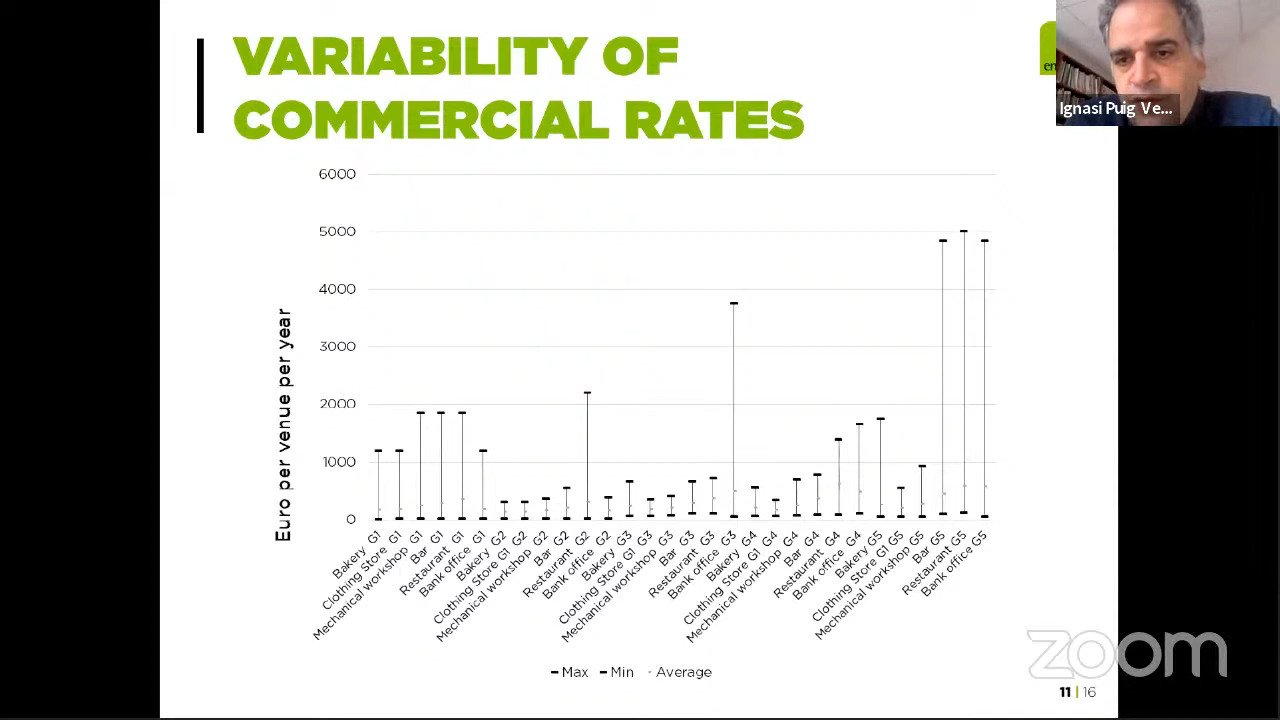 VARIABILITY OF
COMMERCIAL RATES
en
Ignasi Puig Ve...
6000
5000
4000
3000
2000
1000
0
Euro per venue per year
Bakery G1
Clothing Store G1
Mechanical workshop G1
Bar G1
Restaurant G1
Bank office G1
Bakery G2
Clothing Store G1 G2
Mechanical workshop G2
Bar G2
Restaurant G2
Bank office G2
Bakery G3
Clothing Store G1 G3
Mechanical workshop G3
Bar G3
Restaurant G3
Bank office G3
Bakery G4
Clothing Store G1 G4
Mechanical workshop G4
Bar G4
Restaurant G4
Bank office G4
Bakery G5
Clothing Store G1 G5
Mechanical workshop G5
Bar G5
Restaurant G5
Bank office G5
Max Min Average
zoom
11 | 16